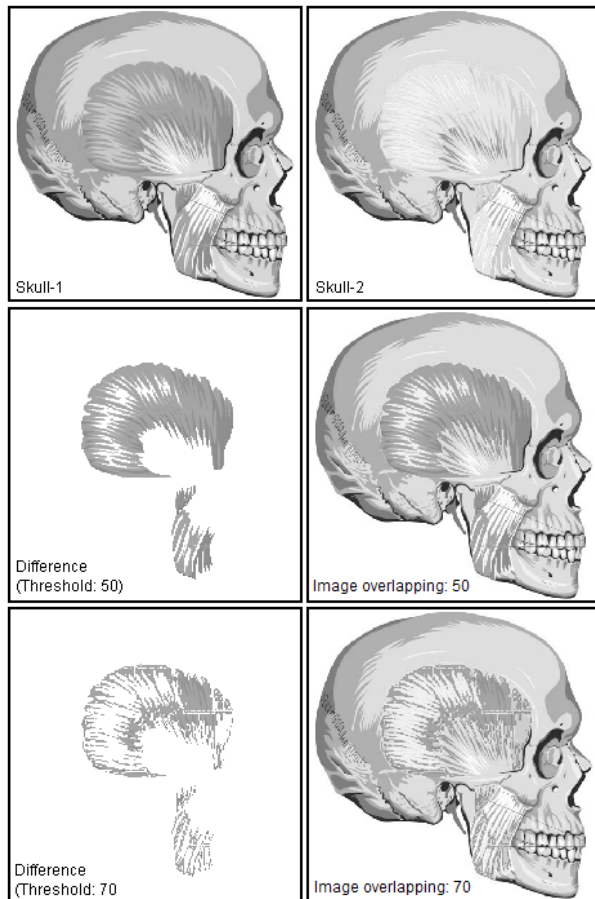 Skull-1
Skull-2
Difference
(Threshold: 50)
Image overlapping: 50
Difference
(Threshold: 70
Image overlapping: 70